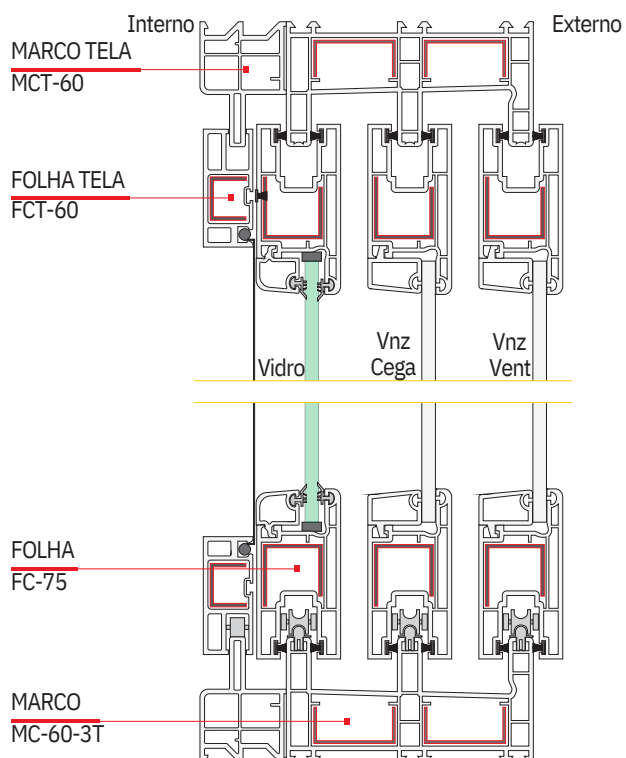 Interno
Externo
MARCO TELA
MCT-60
FOLHA TELA
FCT-60
Vidro
Vnz
Cega
Vnz
Vent
FOLHA
FC-75
MARCO
MC-60-3T